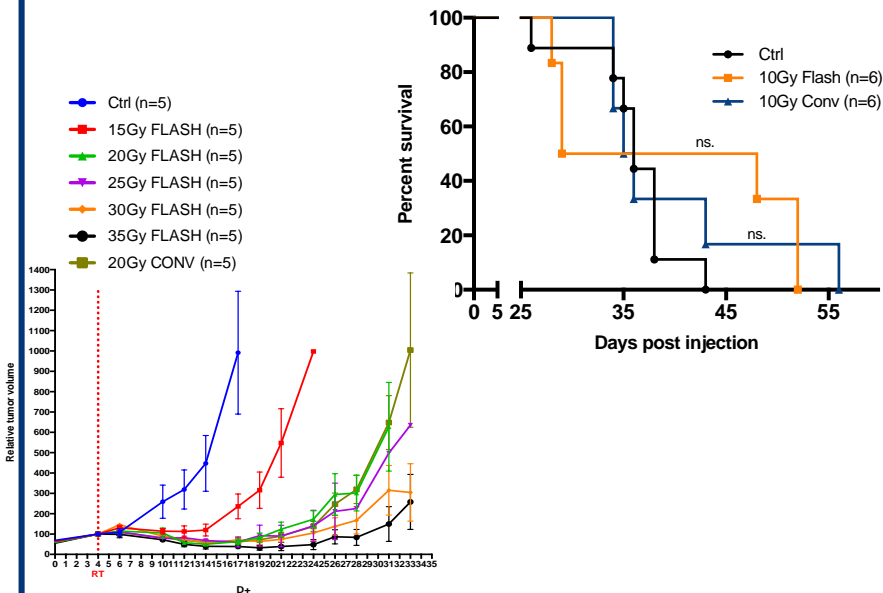 Ctrl (n=5)
15Gy FLASH (n=5)
20Gy FLASH (n=5)
25Gy FLASH (n=5)
30Gy FLASH (n=5)
35Gy FLASH (n=5)
20Gy CONV (n=5)
Relative tumor volume
1400
1300
1200
1100
1000
900
800
700
600
500
400
300
200
100
0
0 1 2 3 4 5 6 7 8 9 10 11 12 13 14 15 16 17 18 19 20 21 22 23 24 25 26 27 28 29 30 31 32 33 34 35
RT
D+
Percent survival
100
80
60
40
20
0
Ctrl
10Gy Flash (n=6)
10Gy Conv (n=6)
ns.
ns.
0 5 25 35 45 55
Days post injection